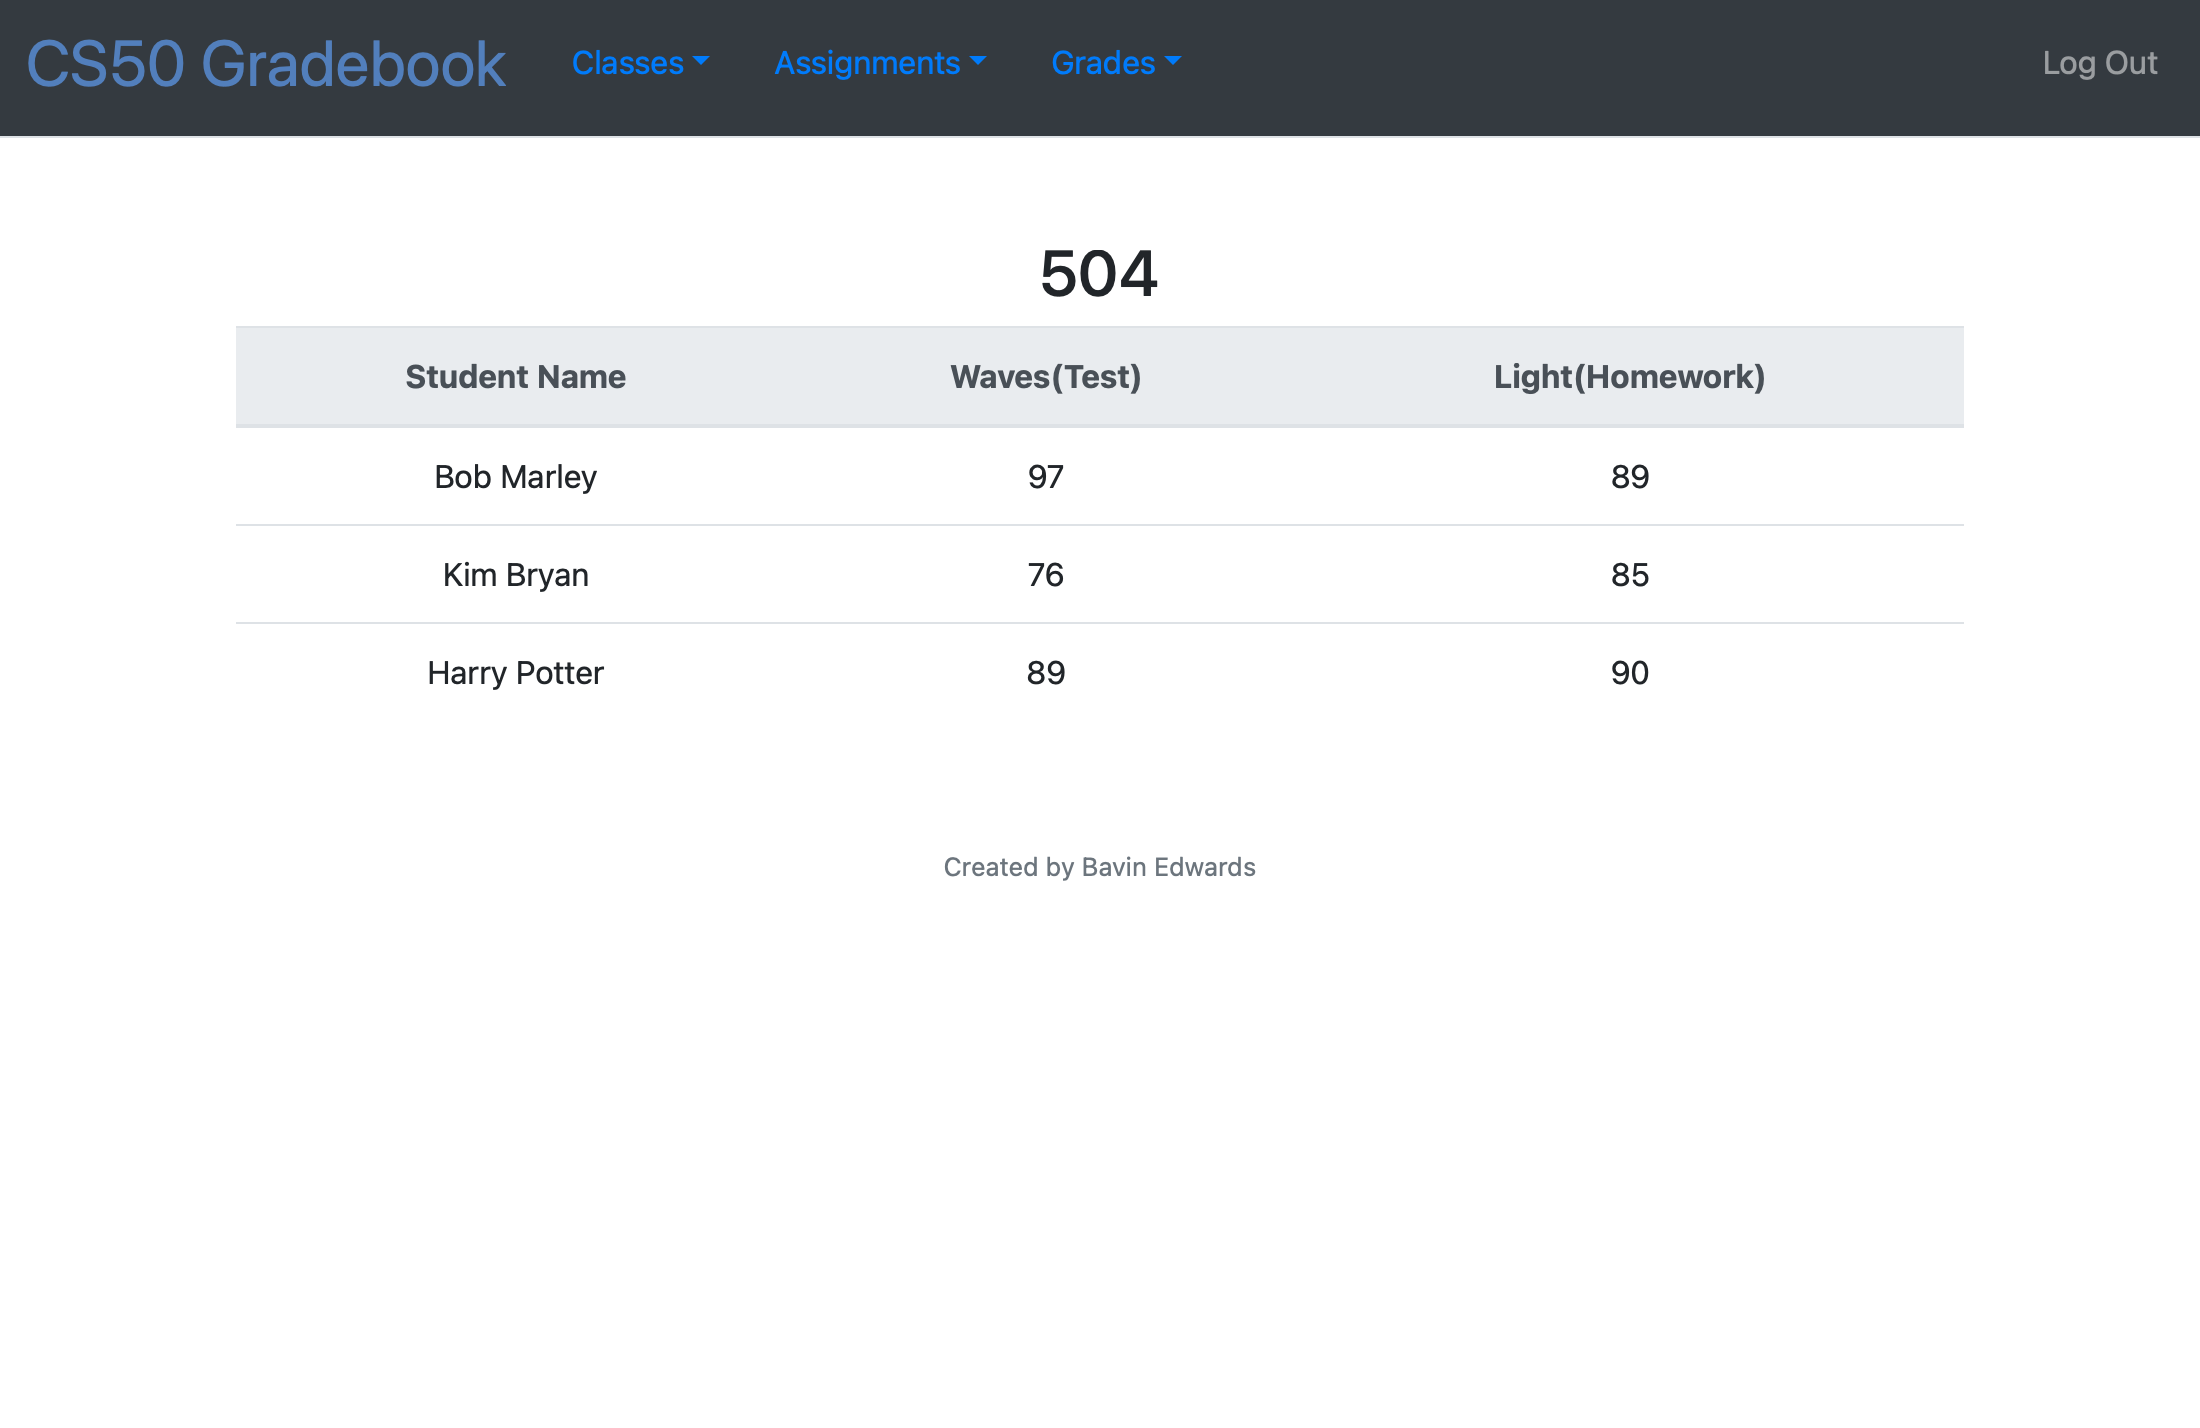 CS50 Gradebook Classes Assignments Grades Log Out
504
Student Name Waves(Test) Light(Homework)
Bob Marley 97 89
Kim Bryan 76 85
Harry Potter 89 90
Created by Bavin Edwards